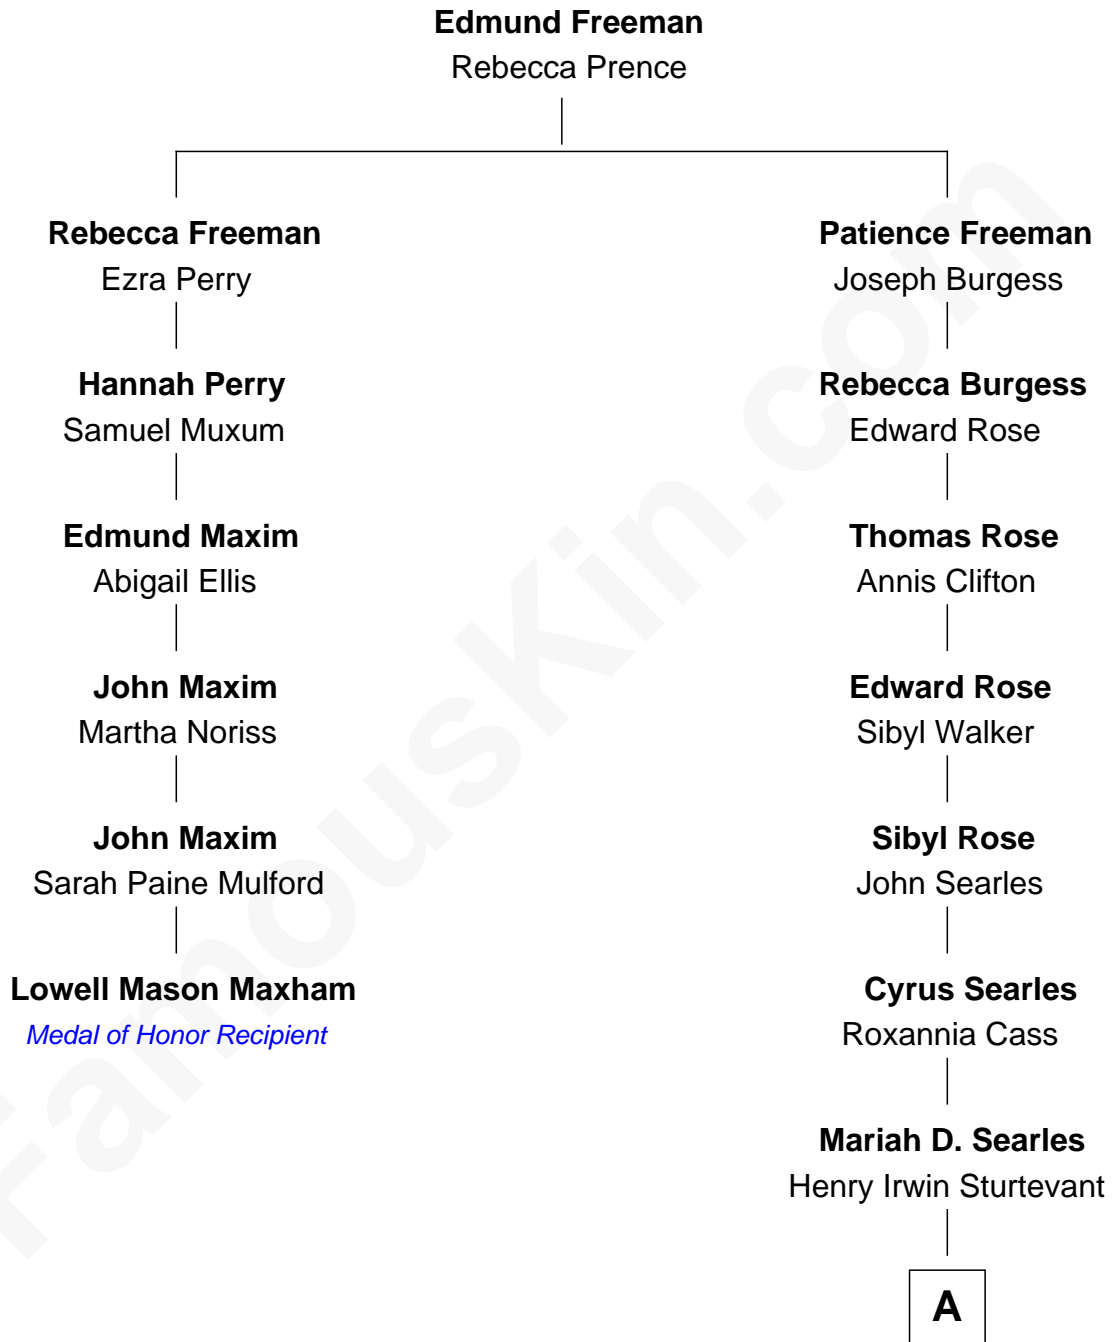 Edmund Freeman
Rebecca Prence
Rebecca Freeman
Ezra Perry
Patience Freeman
Joseph Burgess
Hannah Perry
Samuel Muxum
Rebecca Burgess
Edward Rose
Edmund Maxim
Abigail Ellis
Thomas Rose
Annis Clifton
John Maxim
Martha Noriss
Edward Rose
Sibyl Walker
John Maxim
Sarah Paine Mulford
Sibyl Rose
John Searles
Lowell Mason Maxham
Medal of Honor Recipient
Cyrus Searles
Roxannia Cass
Mariah D. Searles
Henry Irwin Sturtevant
A
FamousKin.com